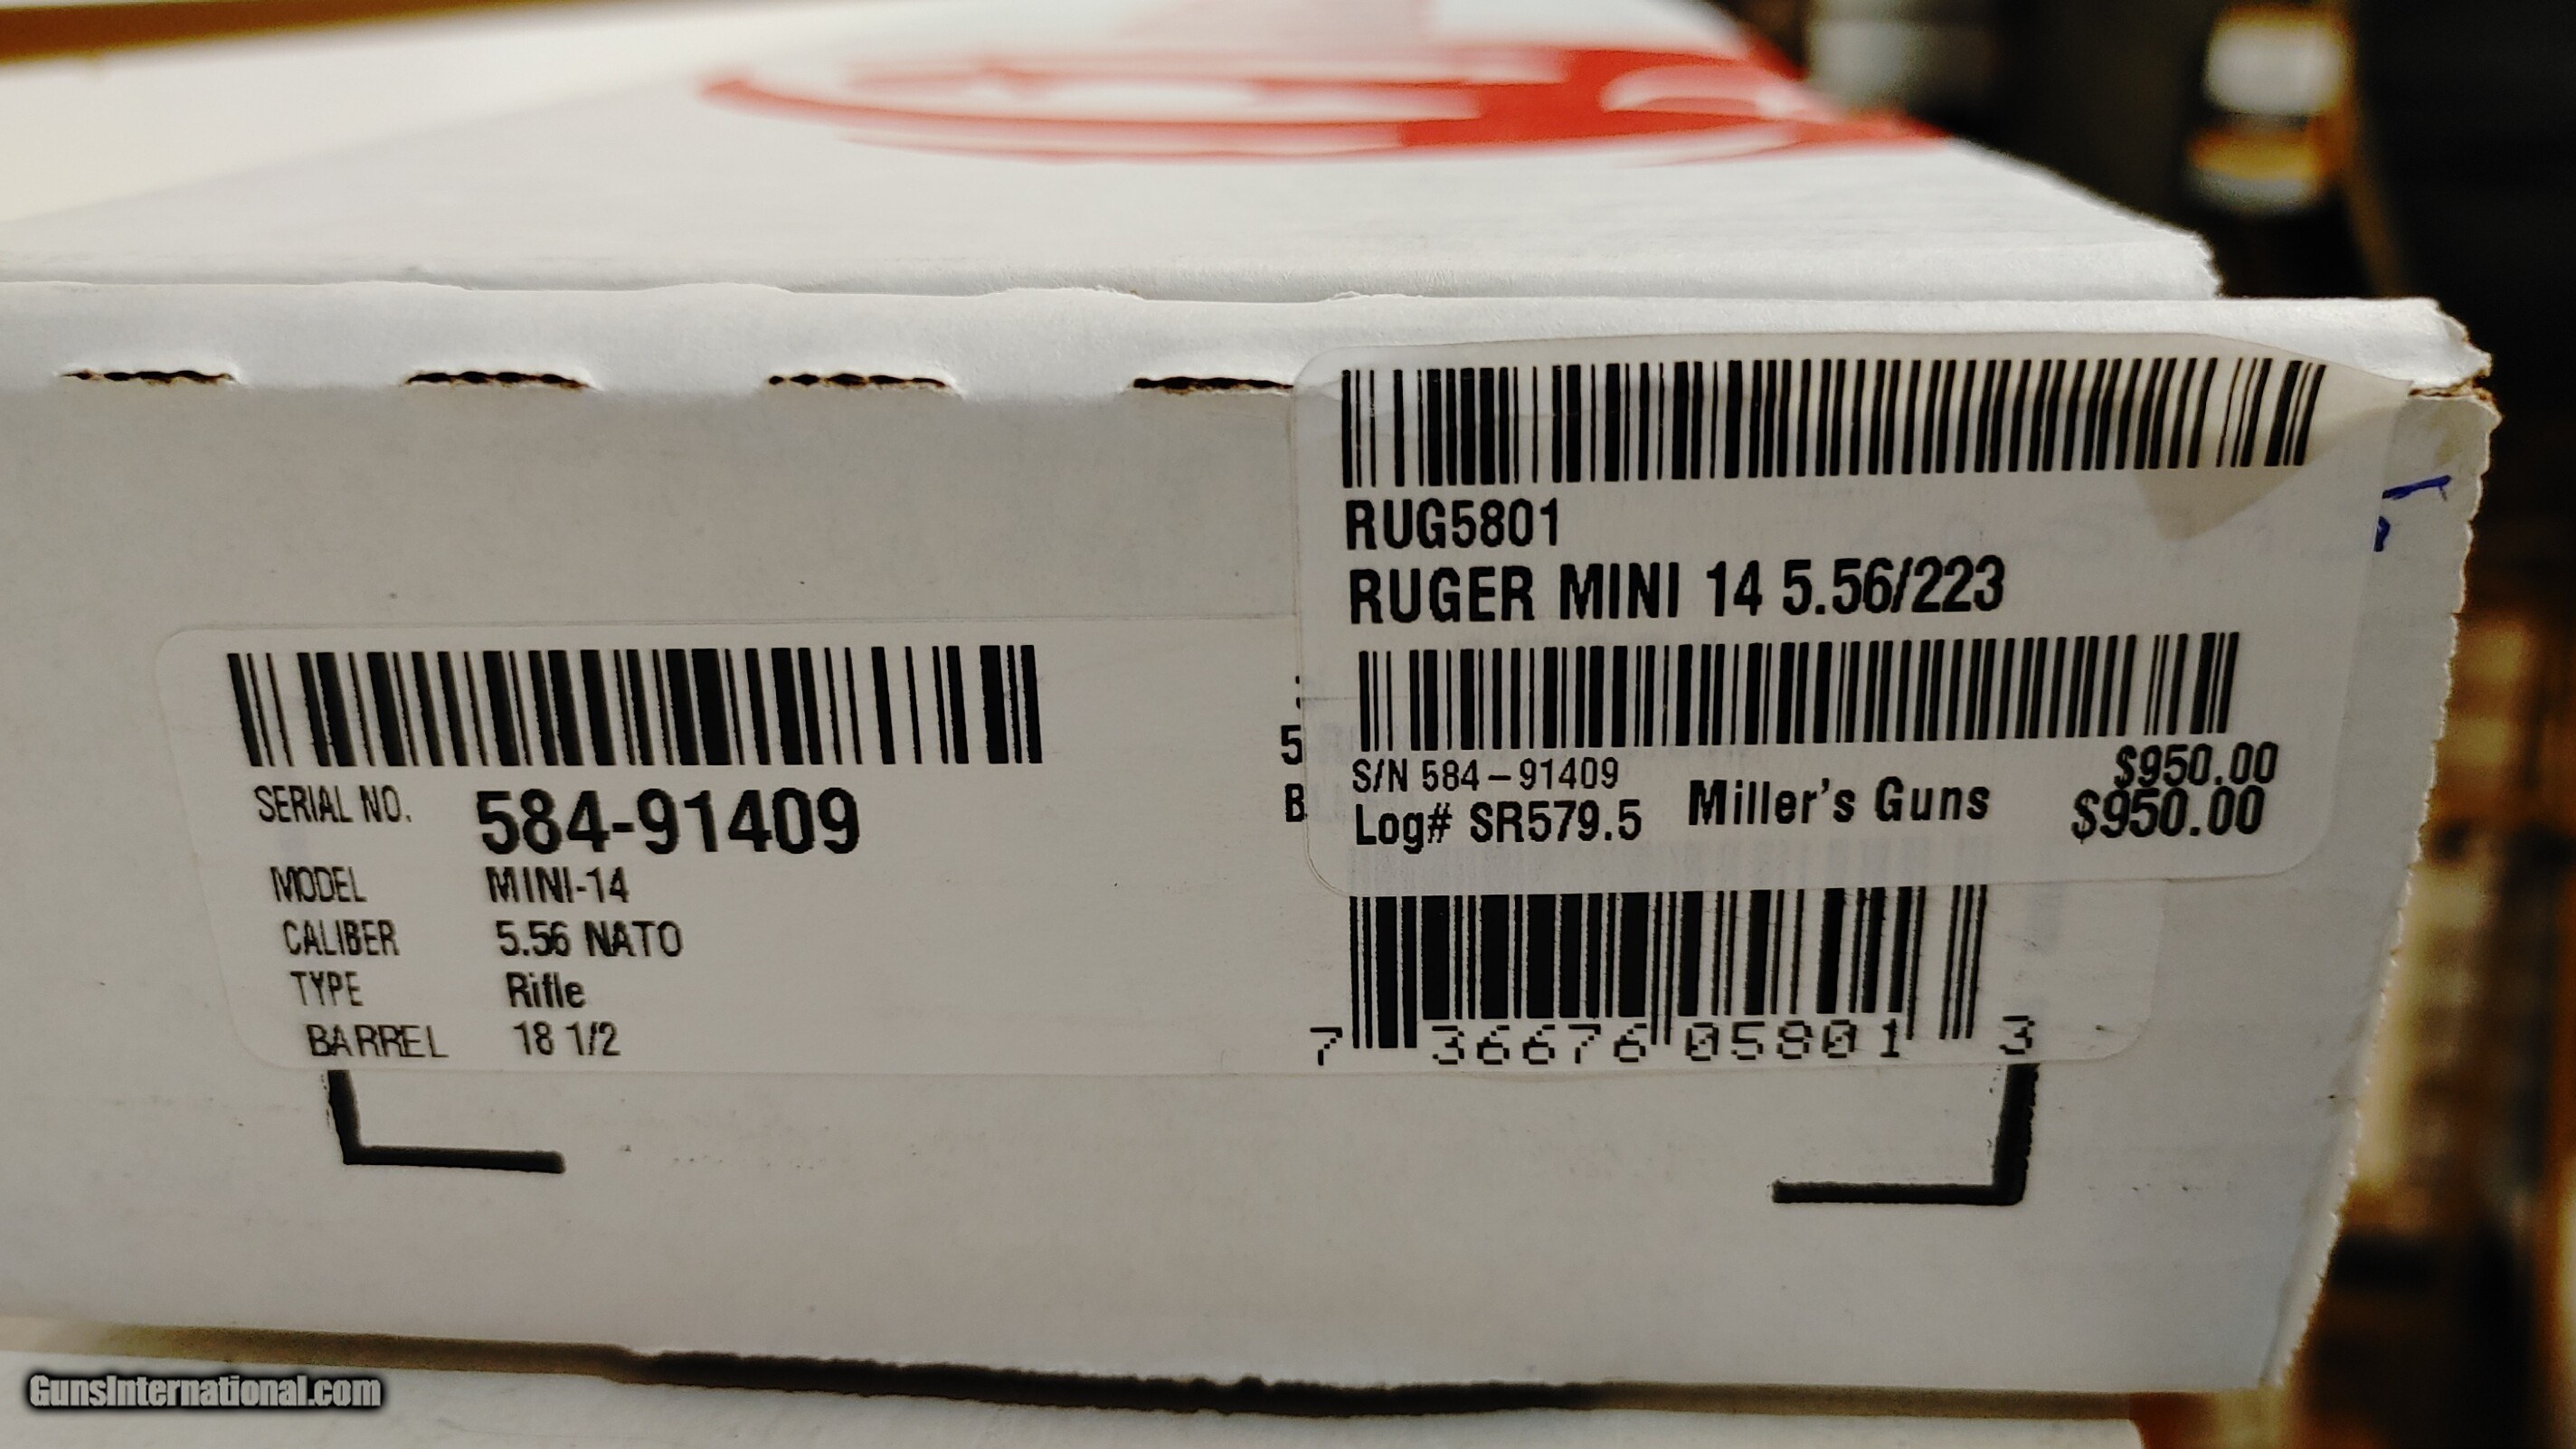 RUG5801
RUGER MINI 14 5.56/223
S/N 584-91409
$950.00
Log# SR579.5 Miller's Guns $950.00
SERIAL NO. 584-91409
MODEL MINI-14
CALIBER 5.56 NATO
TYPE Rifle
BARREL 18 1/2
5
B
7 36676 05801 3
GunsInternational.com